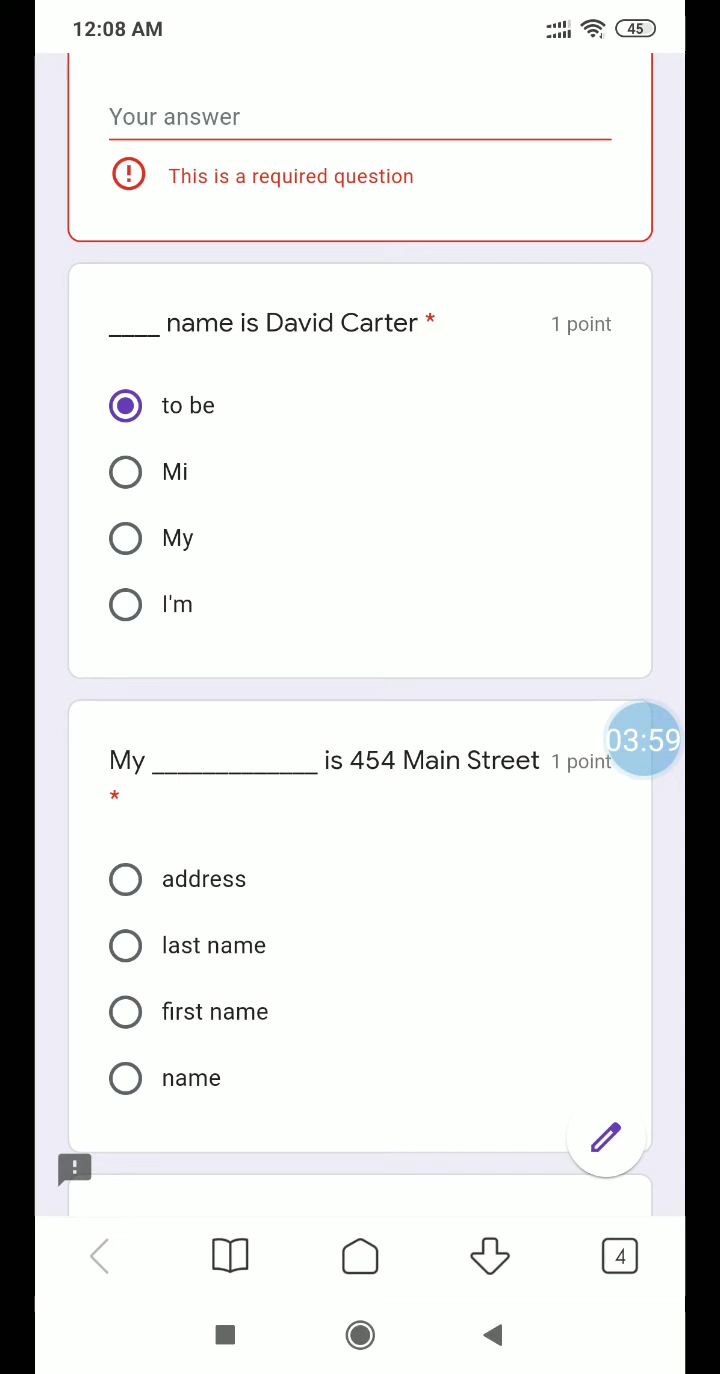 12:08 AM
45
Your answer
! This is a required question
____ name is David Carter * 1 point
to be
Mi
My
I'm
03:59
My _____________ is 454 Main Street 1 point
*
address
last name
first name
name
!
4